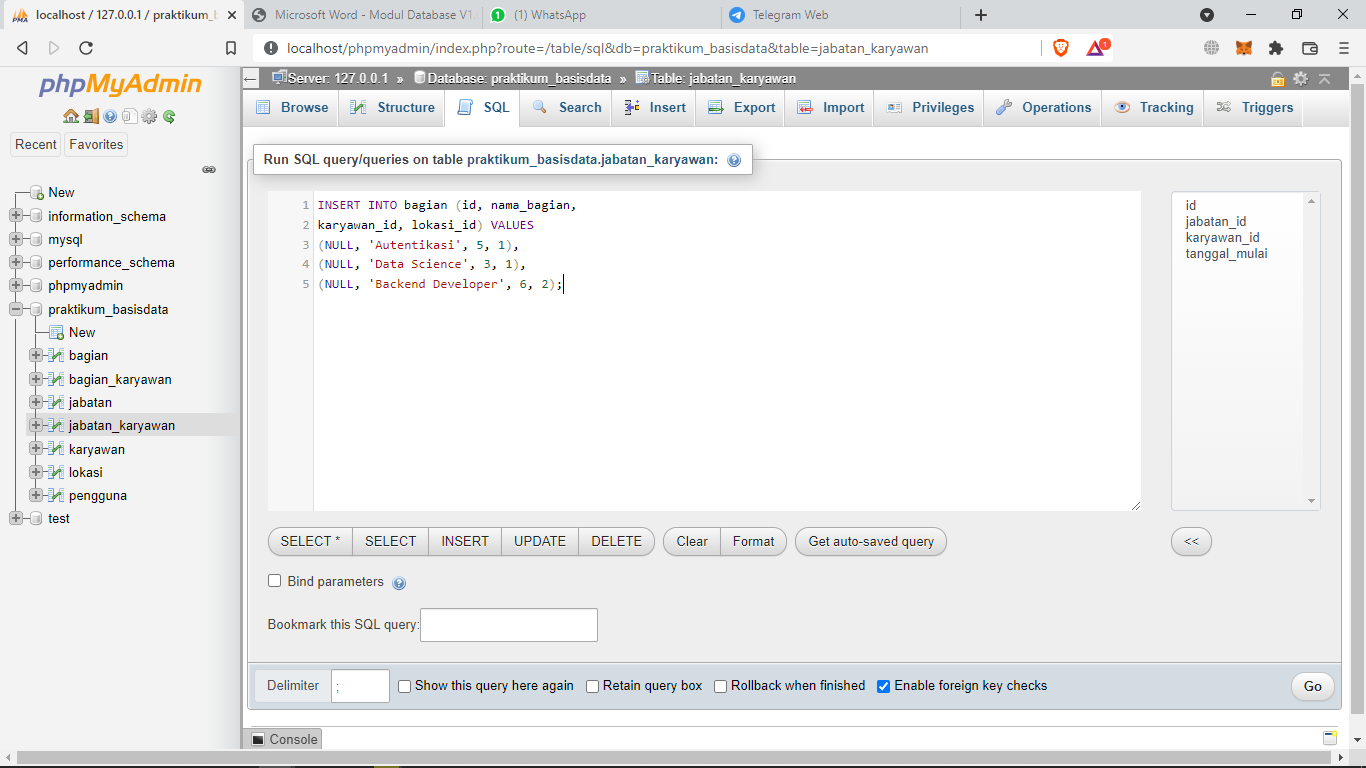 localhost / 127.0.0.1 / praktikum_b
Microsoft Word - Modul Database V1.
(1) WhatsApp
Telegram Web
localhost/phpmyadmin/index.php?route=/table/sql&db=praktikum_basisdata&table=jabatan_karyawan
1
phpMyAdmin
Recent Favorites
New
information_schema
mysql
performance_schema
phpmyadmin
praktikum_basisdata
New
bagian
bagian_karyawan
jabatan
jabatan_karyawan
karyawan
lokasi
pengguna
test
Server: 127.0.0.1 » Database: praktikum_basisdata » Table: jabatan_karyawan
Browse Structure SQL Search Insert Export Import Privileges Operations Tracking Triggers
Run SQL query/queries on table praktikum_basisdata.jabatan_karyawan:
1 INSERT INTO bagian (id, nama_bagian,
2 karyawan_id, lokasi_id) VALUES
3 (NULL, 'Autentikasi', 5, 1),
4 (NULL, 'Data Science', 3, 1),
5 (NULL, 'Backend Developer', 6, 2);
id
jabatan_id
karyawan_id
tanggal_mulai
SELECT * SELECT INSERT UPDATE DELETE Clear Format Get auto-saved query <<
Bind parameters
Bookmark this SQL query:
Delimiter ; Show this query here again Retain query box Rollback when finished Enable foreign key checks Go
Console